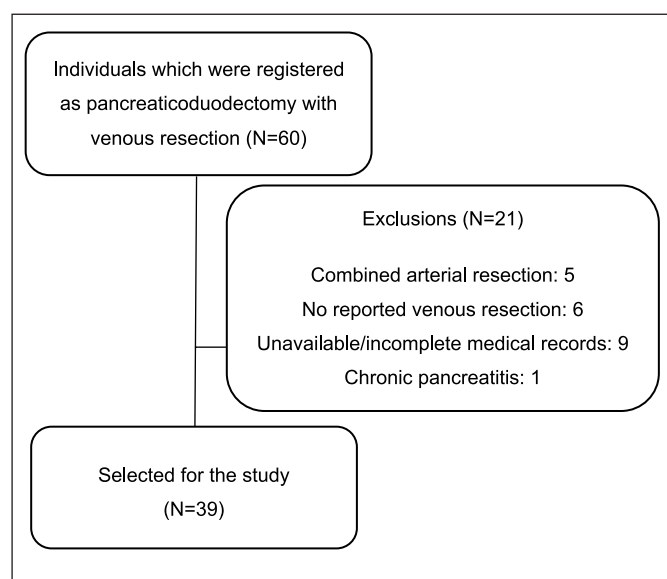 Individuals which were registered
as pancreaticoduodectomy with
venous resection (N=60)
Exclusions (N=21)
Combined arterial resection: 5
No reported venous resection: 6
Unavailable/incomplete medical records: 9
Chronic pancreatitis: 1
Selected for the study
(N=39)